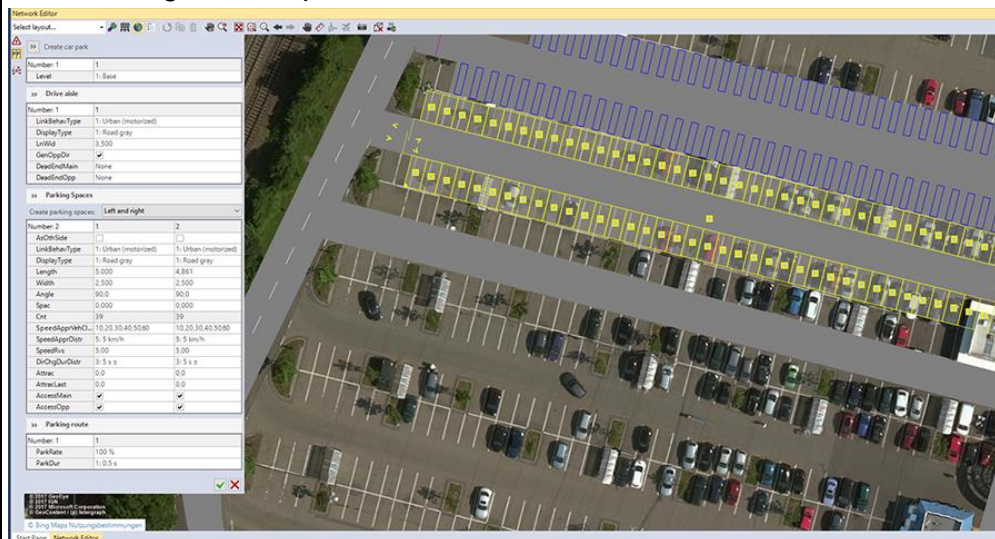 Network Editor
Select layout...
Create car park
Number: 1 1
Level 1: Base
Drive aisle
Number: 1 1
LinkBehavType 1: Urban (motorized)
DisplayType 1: Road gray
LnWid 3,500
GenOppDir
DeadEndMain None
DeadEndOpp None
Parking Spaces
Create parking spaces: Left and right
Number: 2 1 2
AsOthSide
LinkBehavType 1: Urban (motorized) 1: Urban (motorized)
DisplayType 1: Road gray 1: Road gray
Length 5,000 4,861
Width 2,500 2,500
Angle 90,0 90,0
Spac 0,000 0,000
Cnt 39 39
SpeedApprVehCl... 10,20,30,40,50,60 10,20,30,40,50,60
SpeedApprDistr 5: 5 km/h 5: 5 km/h
SpeedRvs 5,00 5,00
DirChgDurDistr 3: 5 s ± 3: 5 s ±
Attrac 0,0 0,0
AttracLast 0,0 0,0
AccessMain
AccessOpp
Parking route
Number: 1 1
ParkRate 100 %
ParkDur 1: 0.5 s
© 2017 GeoEye
© 2017 IGN
© 2017 Microsoft Corporation
© GeoContent / (p) Intergraph
© Bing Maps Nutzungsbestimmungen
Start Page Network Editor